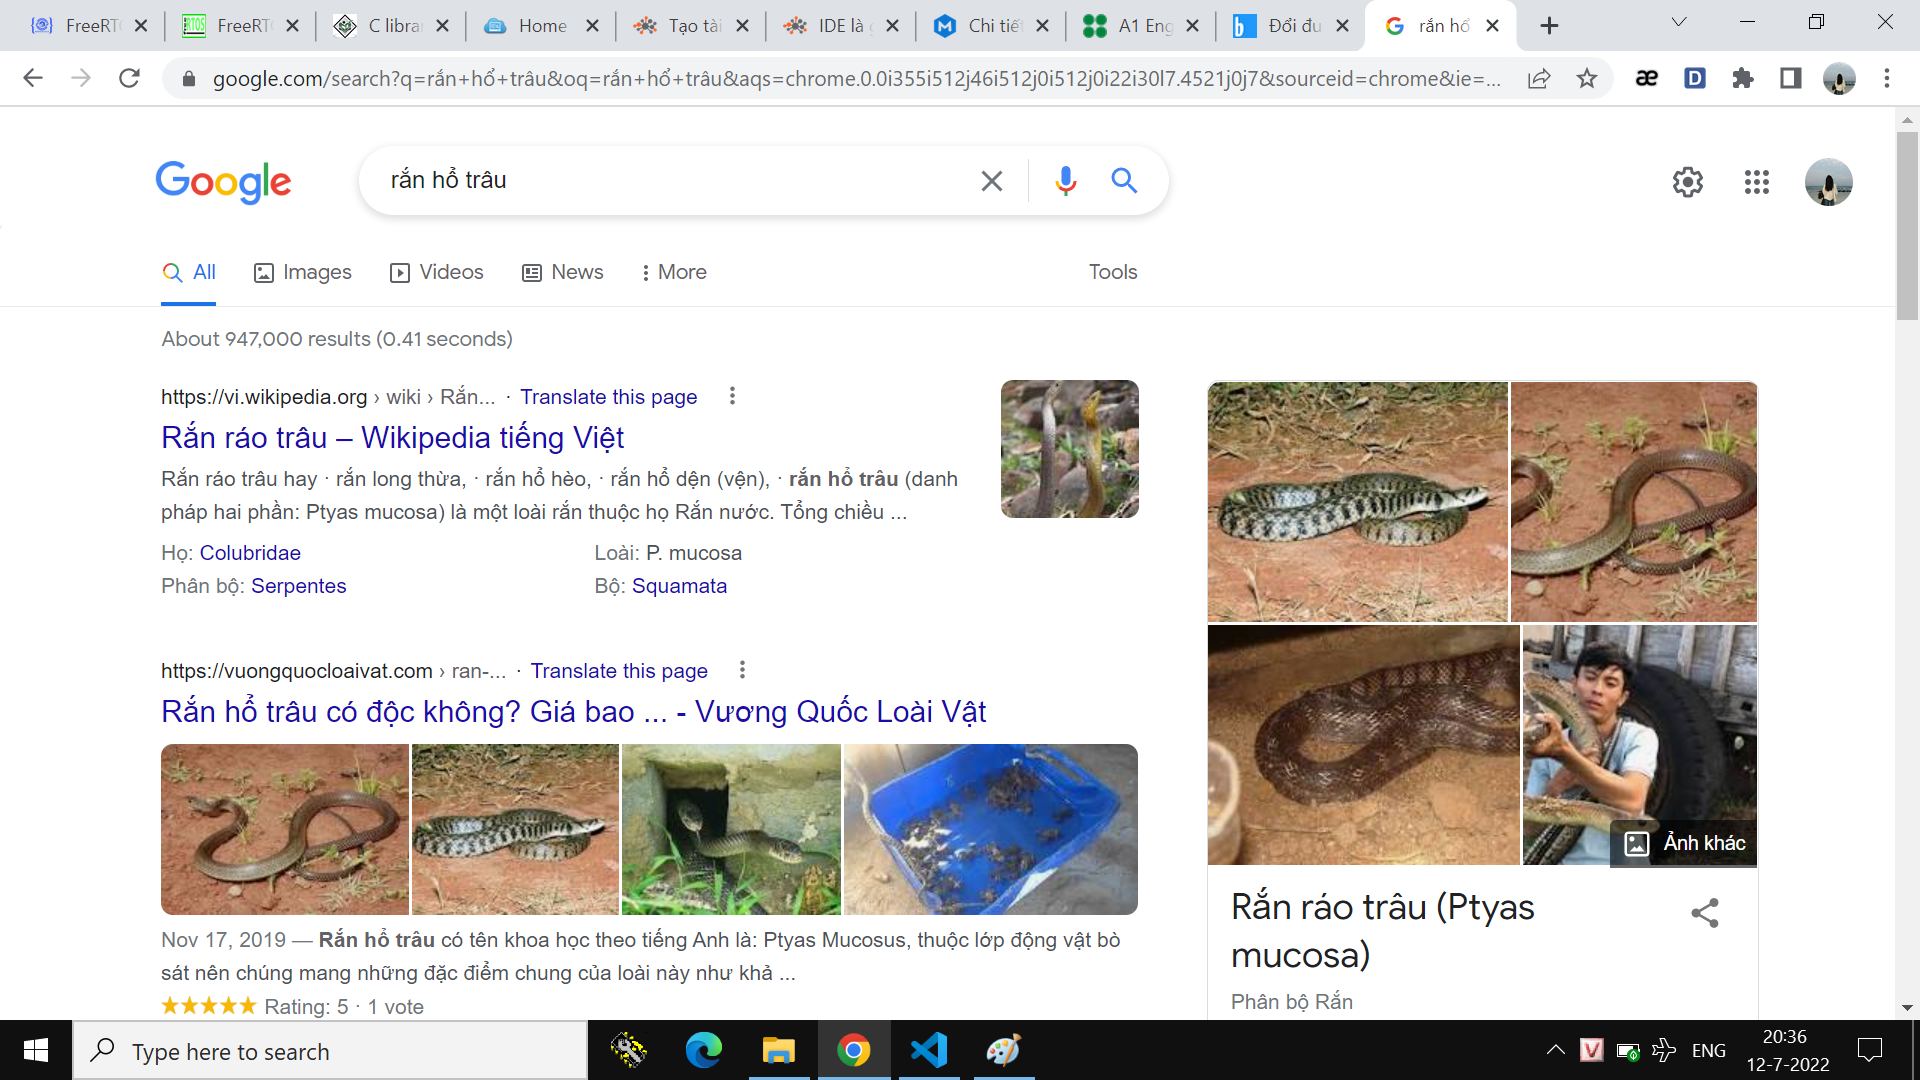 FreeRT
FreeRT
C librar
Home
Tạo tài
IDE là g
Chi tiết
A1 Eng
Đổi du
rắn hổ
google.com/search?q=rắn+hổ+trâu&oq=rắn+hổ+trâu&aqs=chrome.0.0i355i512j46i512j0i512j0i22i30l7.4521j0j7&sourceid=chrome&ie=...
Google
rắn hổ trâu
All
Images
Videos
News
More
Tools
About 947,000 results (0.41 seconds)
https://vi.wikipedia.org › wiki › Rắn... · Translate this page
Rắn ráo trâu – Wikipedia tiếng Việt
Rắn ráo trâu hay · rắn long thừa, · rắn hổ hèo, · rắn hổ dện (vện), · rắn hổ trâu (danh
pháp hai phần: Ptyas mucosa) là một loài rắn thuộc họ Rắn nước. Tổng chiều ...
Họ: Colubridae
Loài: P. mucosa
Phân bộ: Serpentes
Bộ: Squamata
https://vuongquocloaivat.com › ran-... · Translate this page
Rắn hổ trâu có độc không? Giá bao ... - Vương Quốc Loài Vật
Nov 17, 2019 — Rắn hổ trâu có tên khoa học theo tiếng Anh là: Ptyas Mucosus, thuộc lớp động vật bò
sát nên chúng mang những đặc điểm chung của loài này như khả ...
Rating: 5 · 1 vote
Ảnh khác
Rắn ráo trâu (Ptyas
mucosa)
Phân bộ Rắn
Type here to search
ENG
20:36
12-7-2022